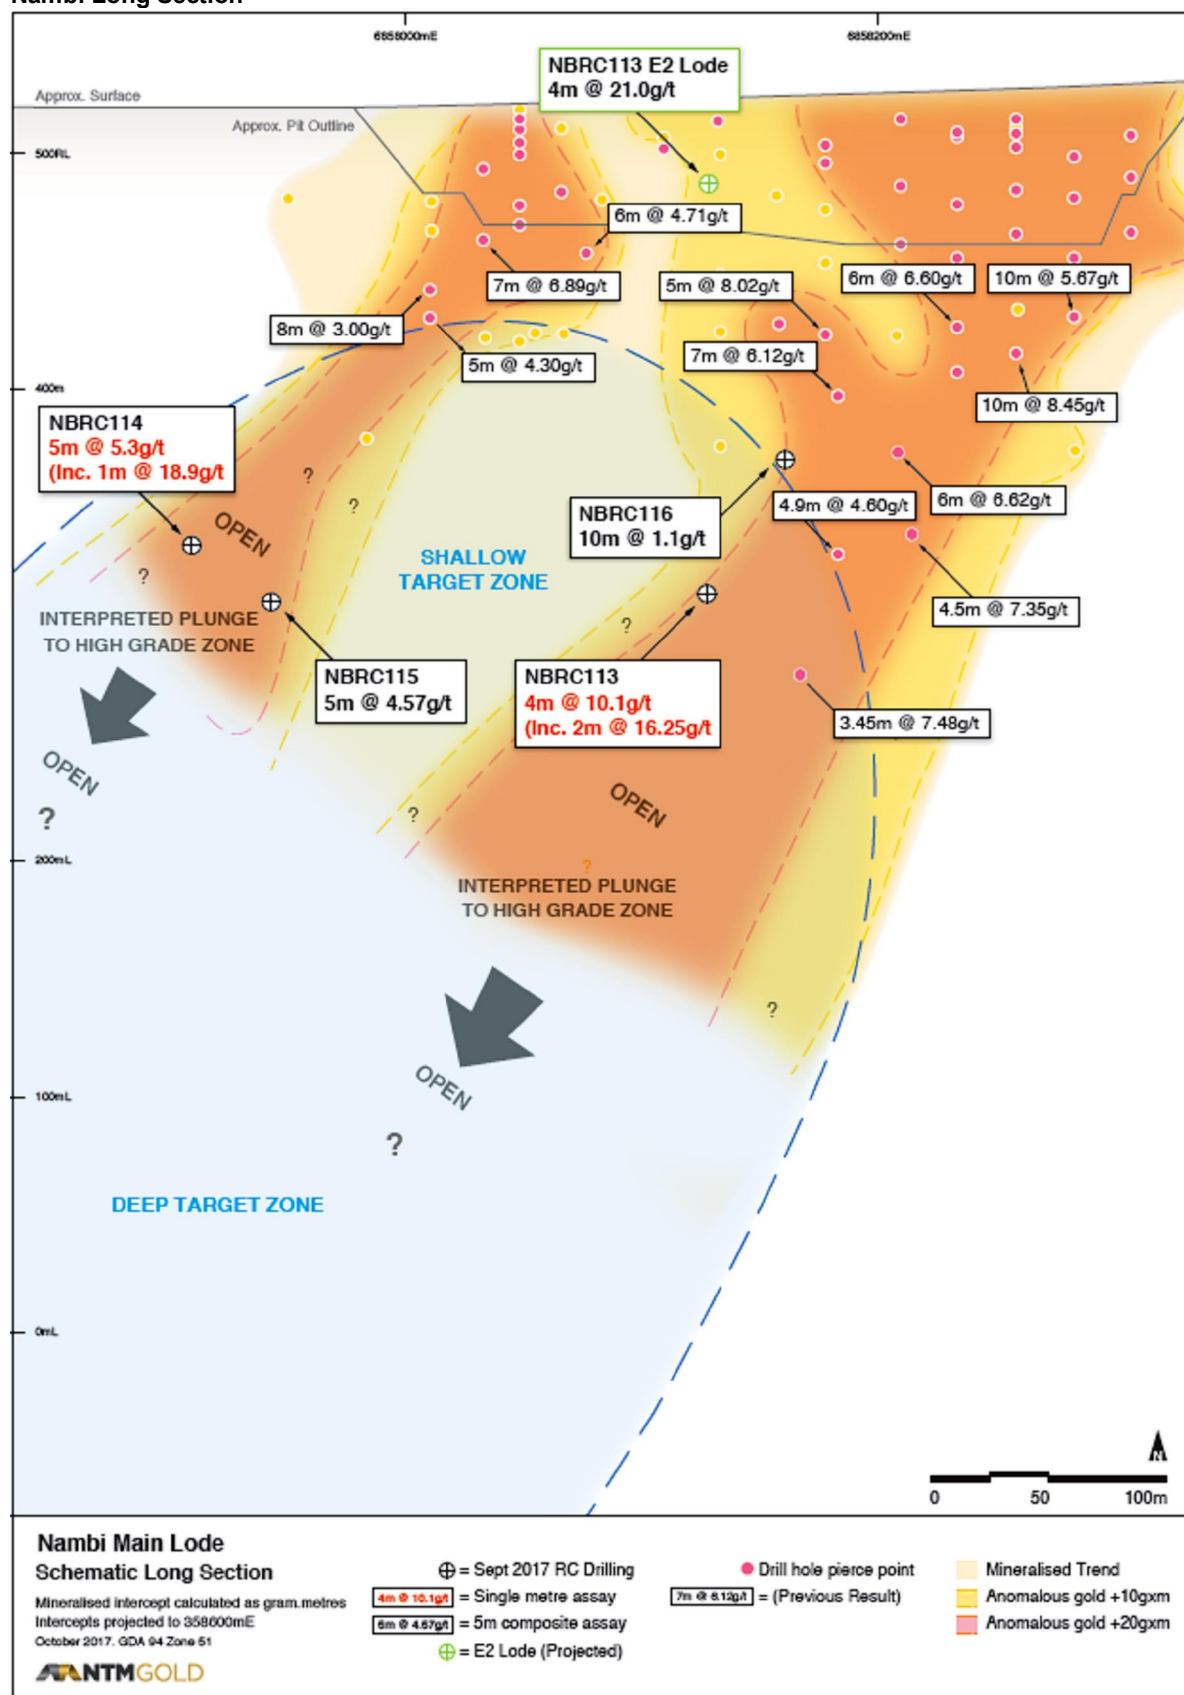 Nambi Long Section
6858000mE
6858200mE
NBRC113 E2 Lode
4m @ 21.0g/t
Approx. Surface
Approx. Pit Outline
500RL
6m @ 4.71g/t
7m @ 6.89g/t
5m @ 8.02g/t
6m @ 6.60g/t
10m @ 5.67g/t
8m @ 3.00g/t
5m @ 4.30g/t
7m @ 6.12g/t
400m
10m @ 8.45g/t
NBRC114
5m @ 5.3g/t
(Inc. 1m @ 18.9g/t
?
?
OPEN
NBRC116
10m @ 1.1g/t
4.9m @ 4.60g/t
6m @ 6.62g/t
SHALLOW
TARGET ZONE
?
4.5m @ 7.35g/t
INTERPRETED PLUNGE
TO HIGH GRADE ZONE
?
NBRC115
5m @ 4.57g/t
NBRC113
4m @ 10.1g/t
(Inc. 2m @ 16.25g/t
3.45m @ 7.48g/t
OPEN
?
OPEN
?
200mL
?
INTERPRETED PLUNGE
TO HIGH GRADE ZONE
?
OPEN
100mL
?
DEEP TARGET ZONE
0mL
N
0 50 100m
Nambi Main Lode
Schematic Long Section
Mineralised intercept calculated as gram.metres
Intercepts projected to 358600mE
October 2017. GDA 94 Zone 51
NTMGOLD
= Sept 2017 RC Drilling
4m @ 10.1g/t = Single metre assay
5m @ 4.57g/t = 5m composite assay
= E2 Lode (Projected)
Drill hole pierce point
7m @ 6.12g/t = (Previous Result)
Mineralised Trend
Anomalous gold +10gxm
Anomalous gold +20gxm